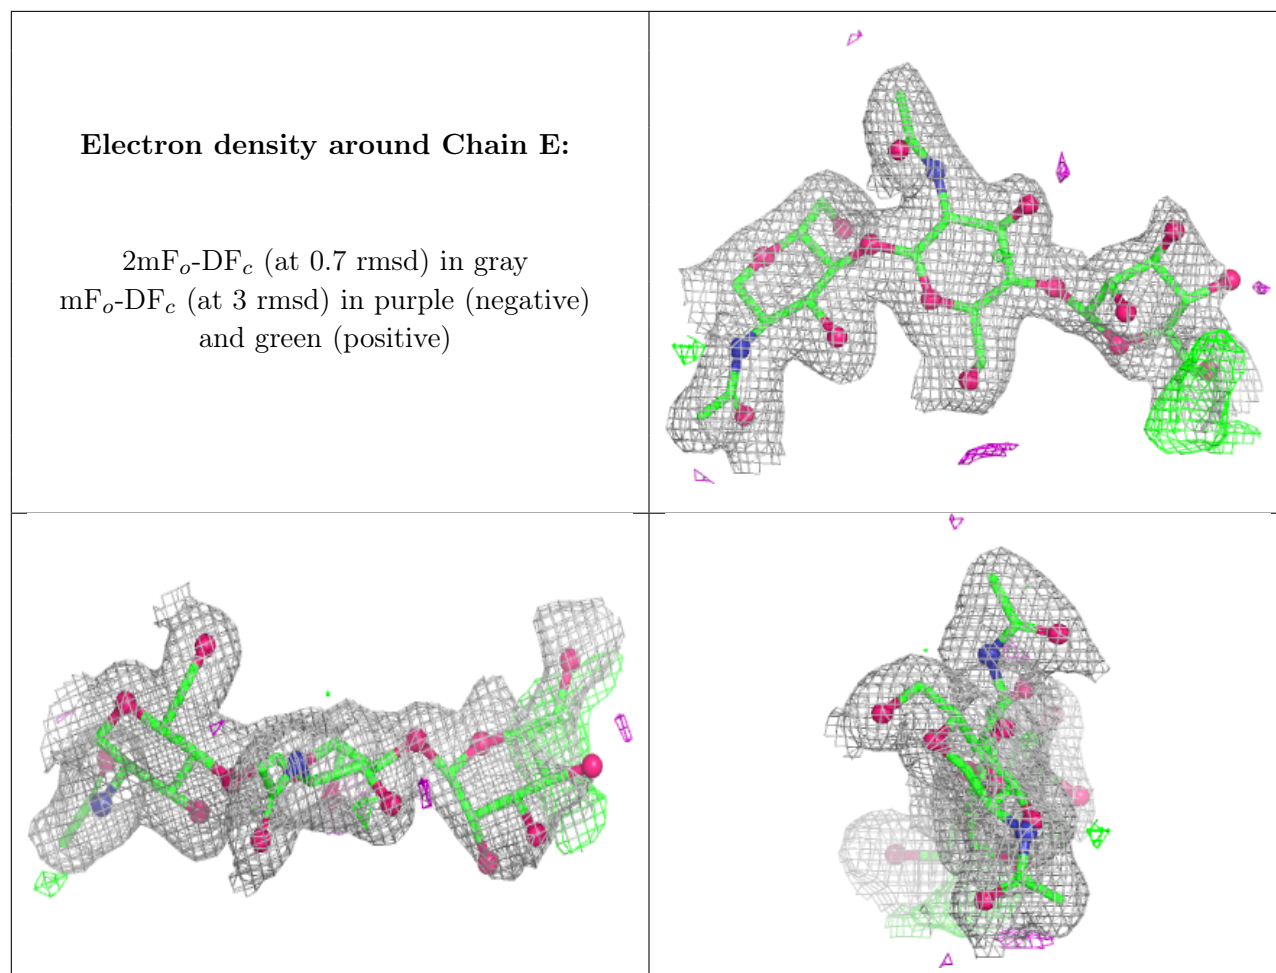 Electron density around Chain E:
2mFₒ-DF𝒸 (at 0.7 rmsd) in gray
mFₒ-DF𝒸 (at 3 rmsd) in purple (negative)
and green (positive)